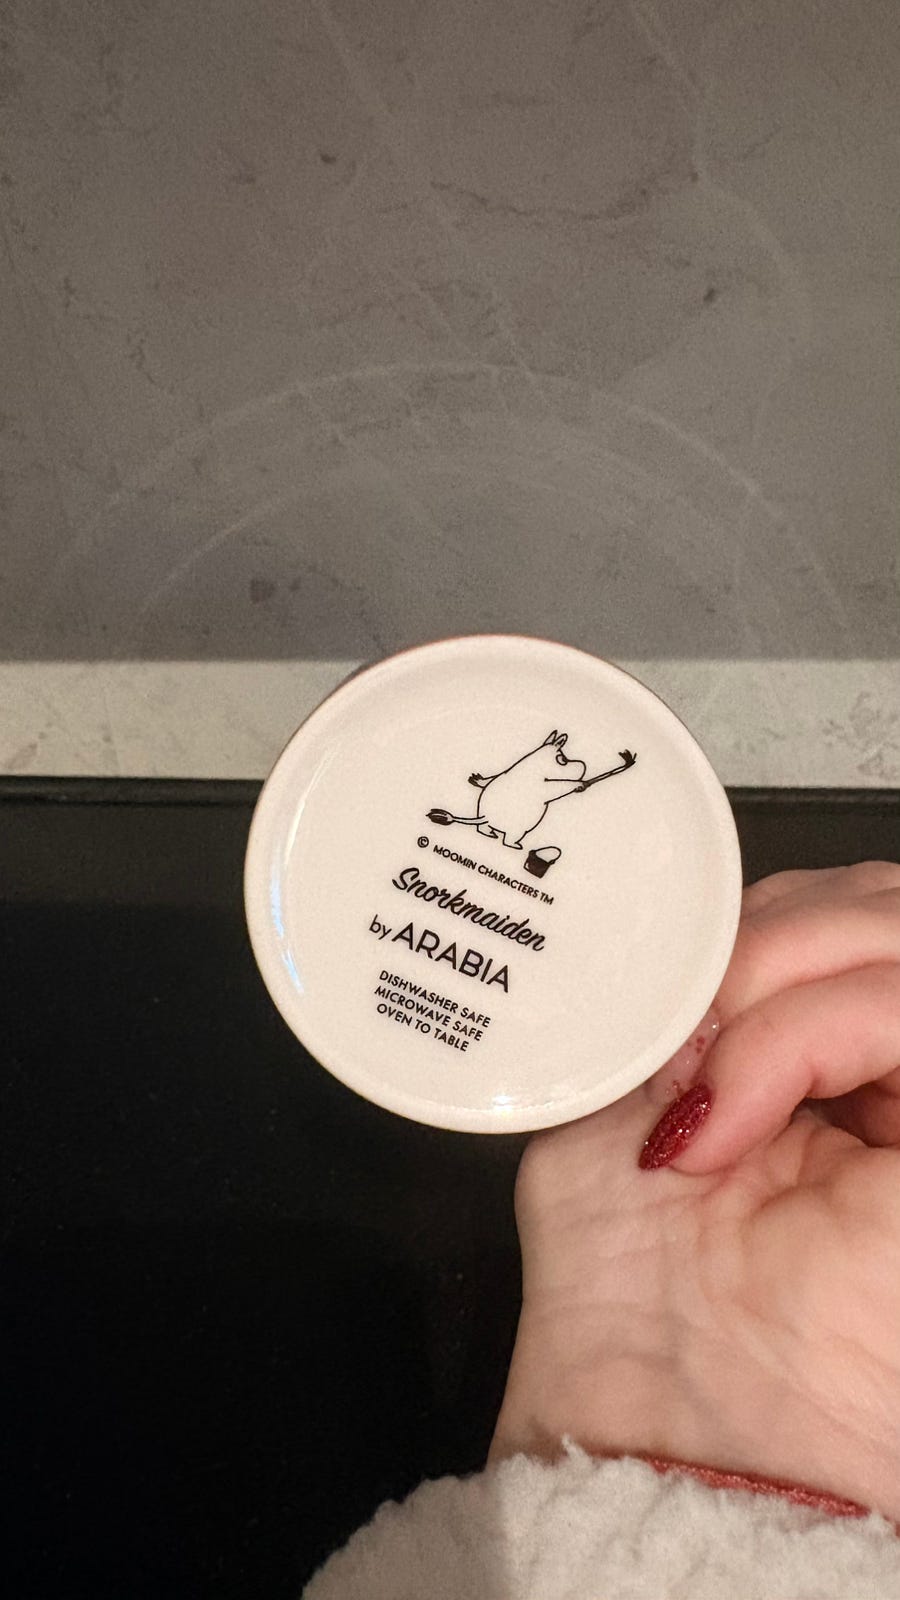 © MOOMIN CHARACTERS TM
Snorkmaiden
by ARABIA
DISHWASHER SAFE
MICROWAVE SAFE
OVEN TO TABLE